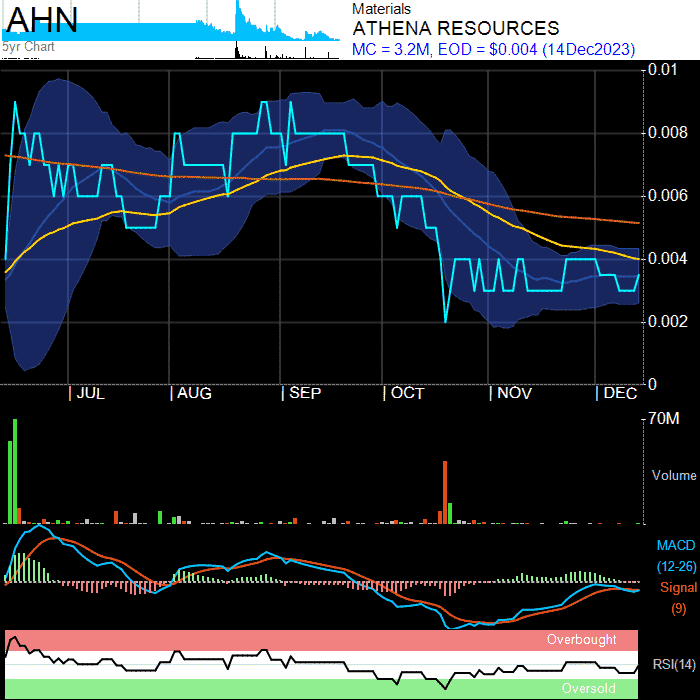 AHN
5yr Chart
Materials
ATHENA RESOURCES
MC = 3.2M, EOD = $0.004 (14Dec2023)
0.01
0.008
0.006
0.004
0.002
0
JUL
AUG
SEP
OCT
NOV
DEC
70M
Volume
MACD
(12-26)
Signal
(9)
Overbought
RSI(14)
Oversold